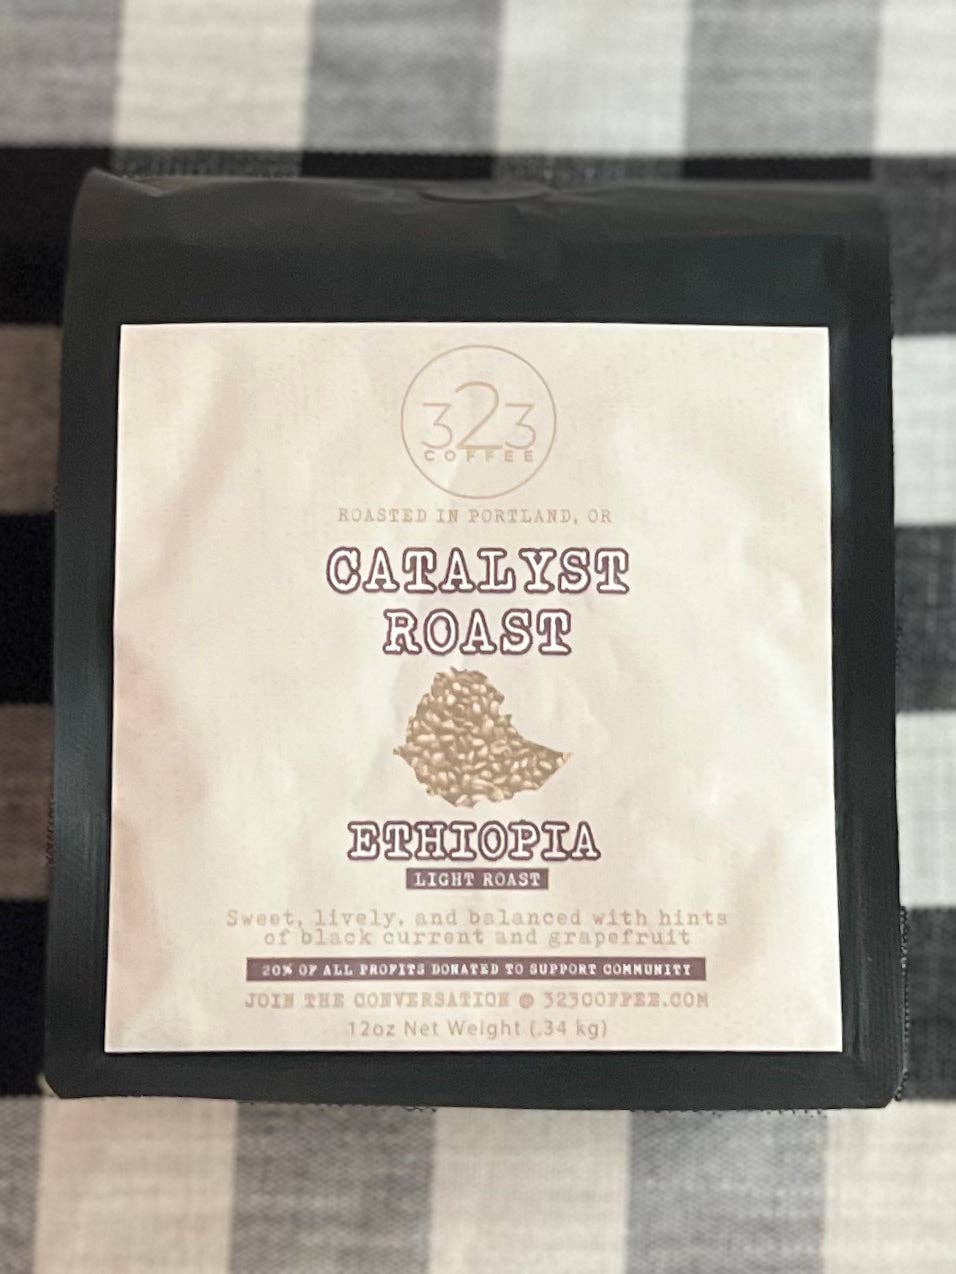 323
COFFEE
ROASTED IN PORTLAND, OR
CATALYST
ROAST
ETHIOPIA
LIGHT ROAST
Sweet, lively, and balanced with hints
of black current and grapefruit
20% OF ALL PROFITS DONATED TO SUPPORT COMMUNITY
JOIN THE CONVERSATION @ 323COFFEE.COM
12oz Net Weight (.34 kg)